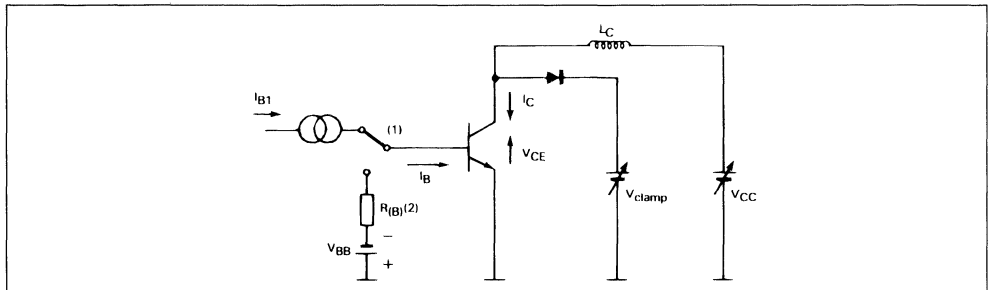 L_C
I_B1
(1)
I_C
V_CE
I_B
V_clamp
V_CC
R_(B)(2)
−
V_BB
+